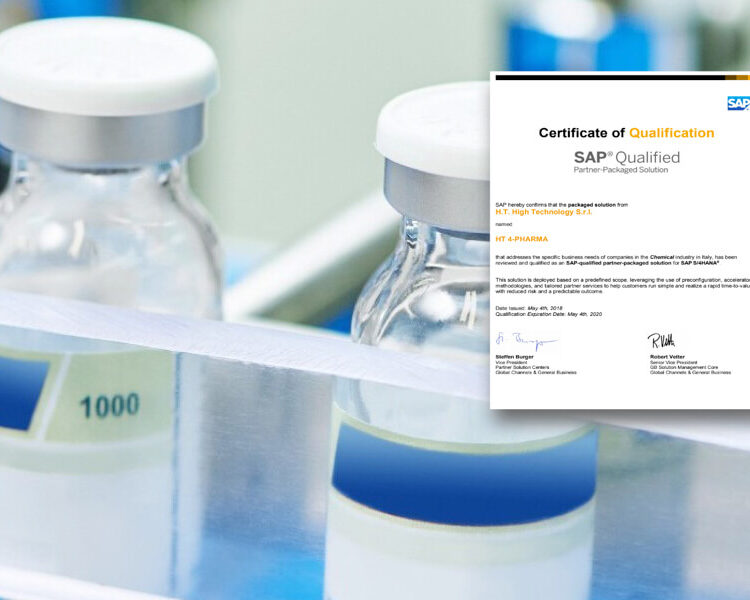 SAP
Certificate of Qualification
SAP® Qualified
Partner-Packaged Solution
SAP hereby confirms that the packaged solution from
H.T. High Technology S.r.l.
named
HT 4-PHARMA
that addresses the specific business needs of companies in the Chemical industry in Italy, has been
reviewed and qualified as an SAP-qualified partner-packaged solution for SAP S/4HANA®
This solution is deployed based on a predefined scope, leveraging the use of preconfiguration, accelerator
methodologies, and tailored partner services to help customers run simple and realize a rapid time-to-valu
with reduced risk and a predictable outcome.
Date Issued: May 4th, 2018
Qualification Expiration Date: May 4th, 2020
Steffen Burger
Vice President
Partner Solution Centers
Global Channels & General Business
Robert Vetter
Senior Vice President
GB Solution Management Core
Global Channels & General Business
1000